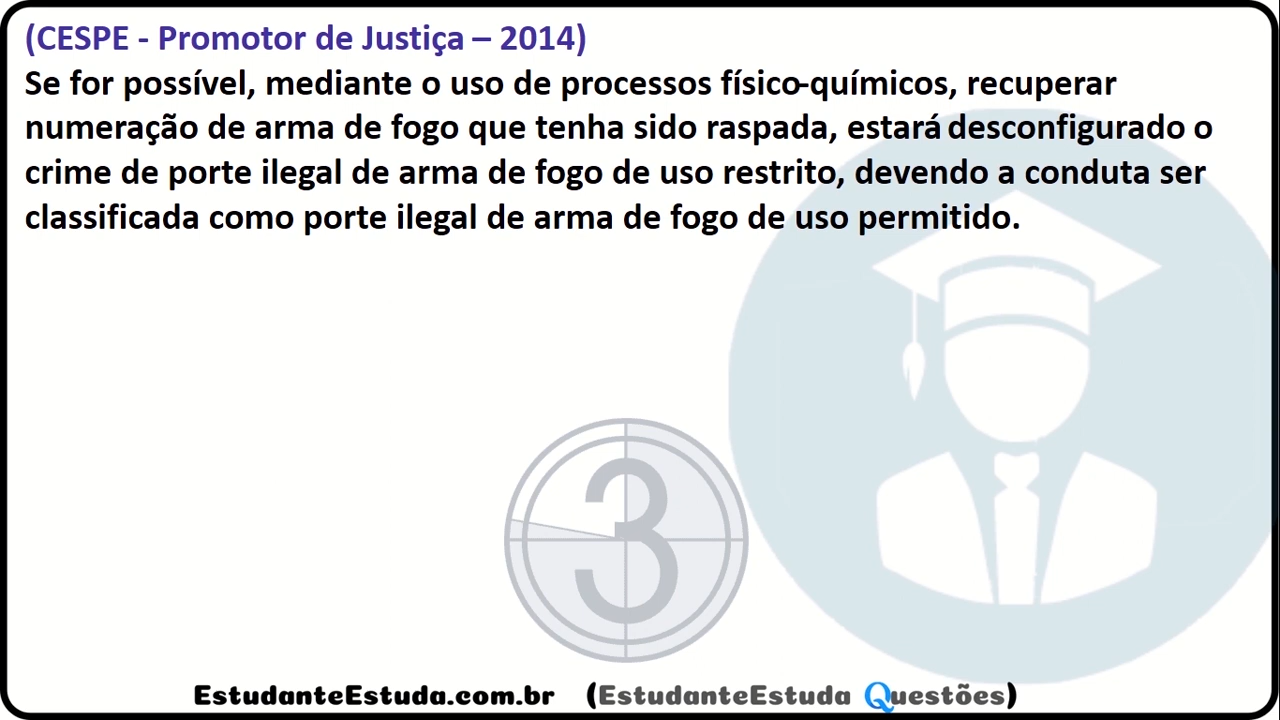 (CESPE - Promotor de Justiça – 2014)
Se for possível, mediante o uso de processos físico-químicos, recuperar
numeração de arma de fogo que tenha sido raspada, estará desconfigurado o
crime de porte ilegal de arma de fogo de uso restrito, devendo a conduta ser
classificada como porte ilegal de arma de fogo de uso permitido.
3
EstudanteEstuda.com.br (EstudanteEstuda Questões)